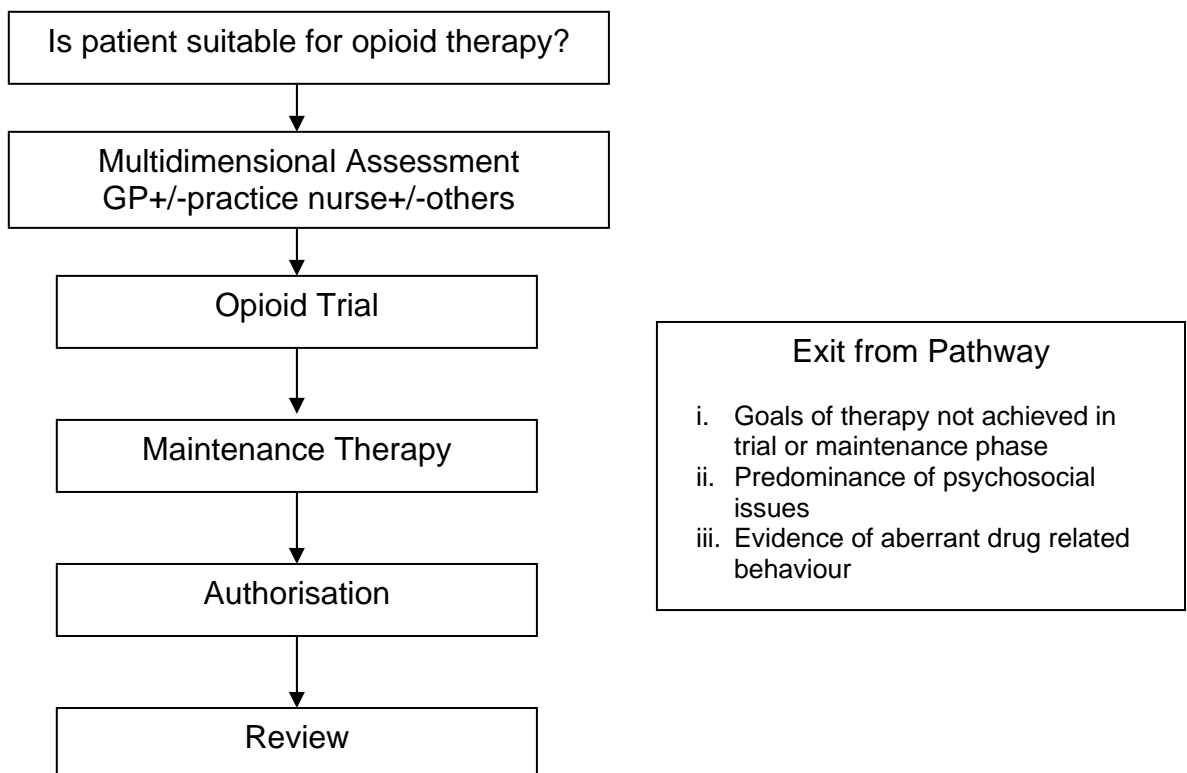 Is patient suitable for opioid therapy?
Multidimensional Assessment
GP+/-practice nurse+/-others
Opioid Trial
Maintenance Therapy
Authorisation
Review
Exit from Pathway
i. Goals of therapy not achieved in
trial or maintenance phase
ii. Predominance of psychosocial
issues
iii. Evidence of aberrant drug related
behaviour